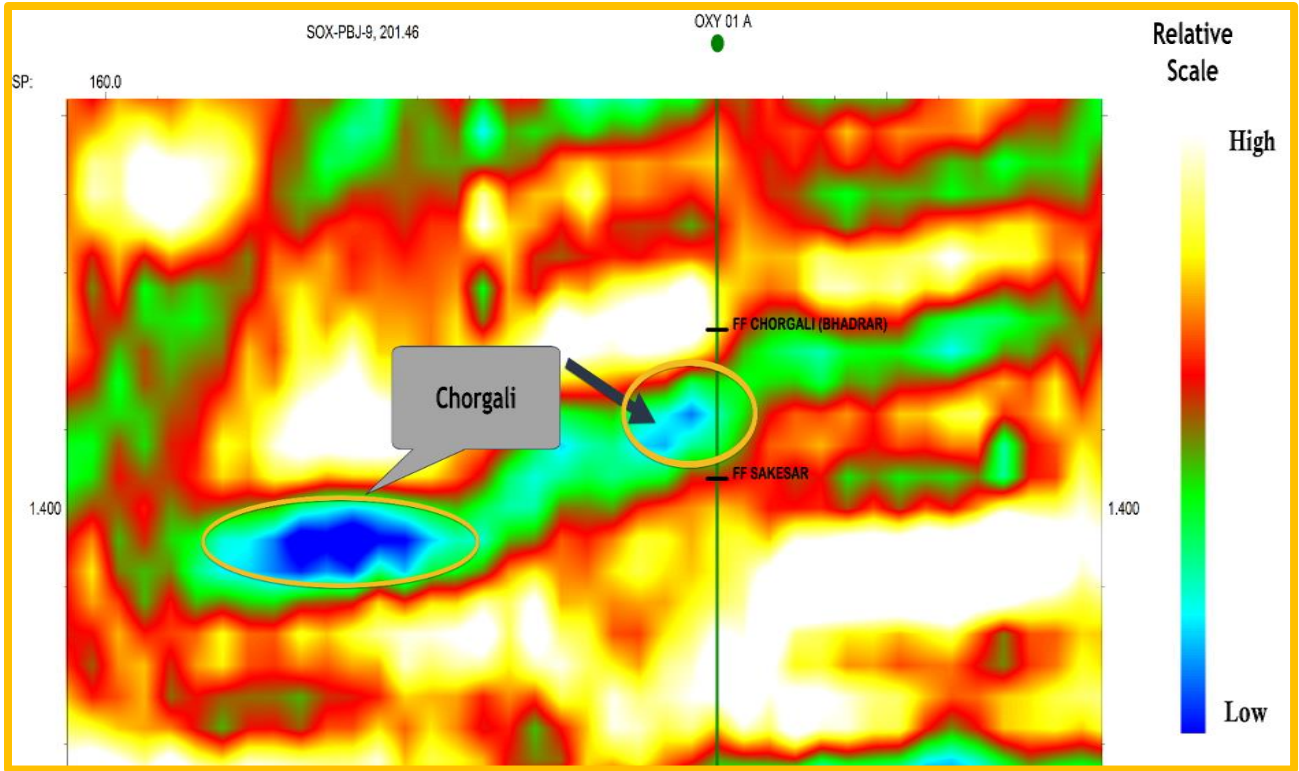 SOX-PBJ-9, 201.46
OXY 01 A
Relative
Scale
SP: 160.0
High
FF CHORGALI (BHADRAR)
Chorgali
FF SAKESAR
1.400
1.400
Low